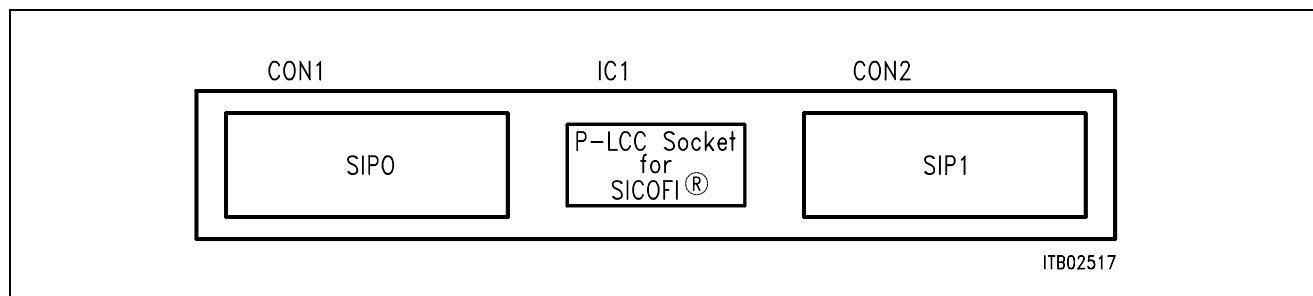 CON1 IC1 CON2
SIP0
P-LCC Socket
for
SICOFI®
SIP1
ITB02517